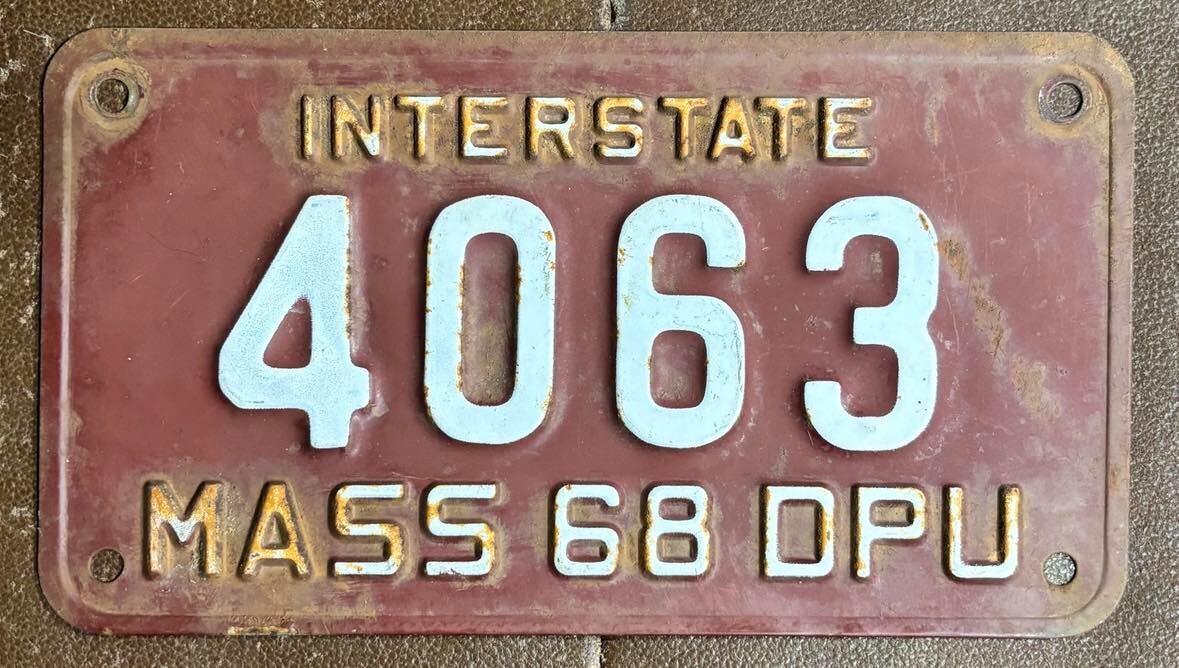 INTERSTATE
4063
MASS 68 DPU